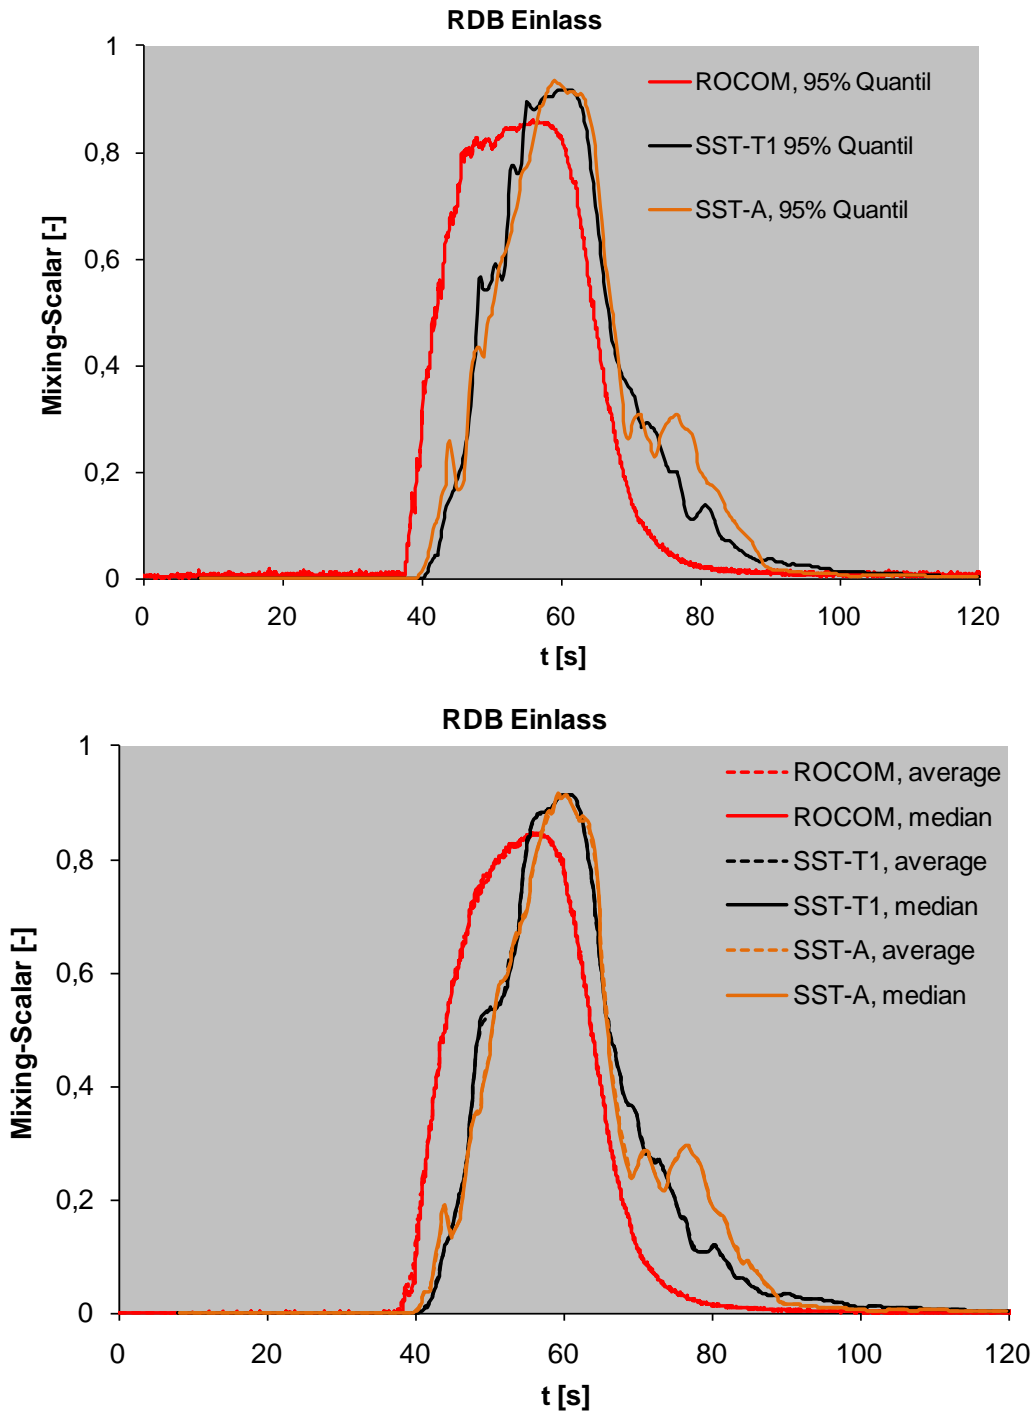 RDB Einlass
1
0,8
0,6
0,4
0,2
0
Mixing-Scalar [-]
ROCOM, 95% Quantil
SST-T1 95% Quantil
SST-A, 95% Quantil
0 20 40 60 80 100 120
t [s]
RDB Einlass
1
0,8
0,6
0,4
0,2
0
Mixing-Scalar [-]
ROCOM, average
ROCOM, median
SST-T1, average
SST-T1, median
SST-A, average
SST-A, median
0 20 40 60 80 100 120
t [s]